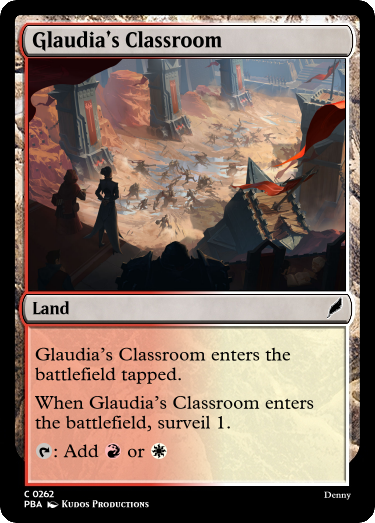 Glaudia's Classroom
Land
Glaudia's Classroom enters the
battlefield tapped.
When Glaudia's Classroom enters
the battlefield, surveil 1.
: Add or
C 0262
PBA Kudos Productions
Denny